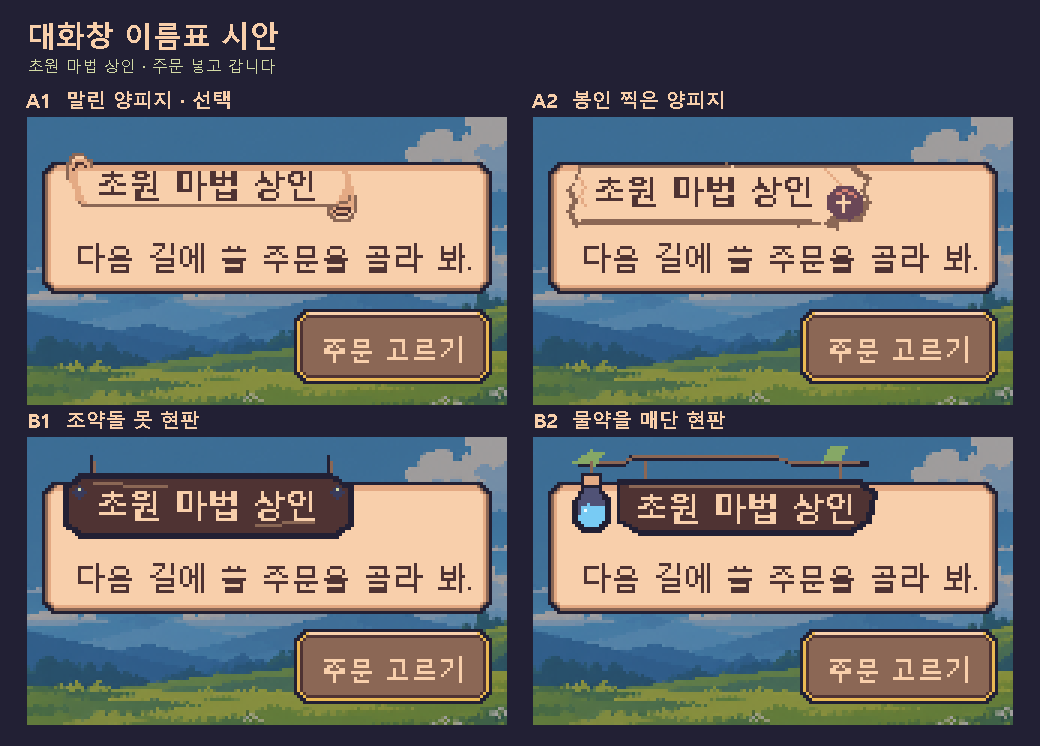 대화창 이름표 시안
초원 마법 상인 · 주문 넣고 갑니다
A1 말린 양피지 · 선택
초원 마법 상인
다음 길에 쓸 주문을 골라 봐.
주문 고르기
A2 봉인 찍은 양피지
초원 마법 상인
다음 길에 쓸 주문을 골라 봐.
주문 고르기
B1 조약돌 못 현판
초원 마법 상인
다음 길에 쓸 주문을 골라 봐.
주문 고르기
B2 물약을 매단 현판
초원 마법 상인
다음 길에 쓸 주문을 골라 봐.
주문 고르기